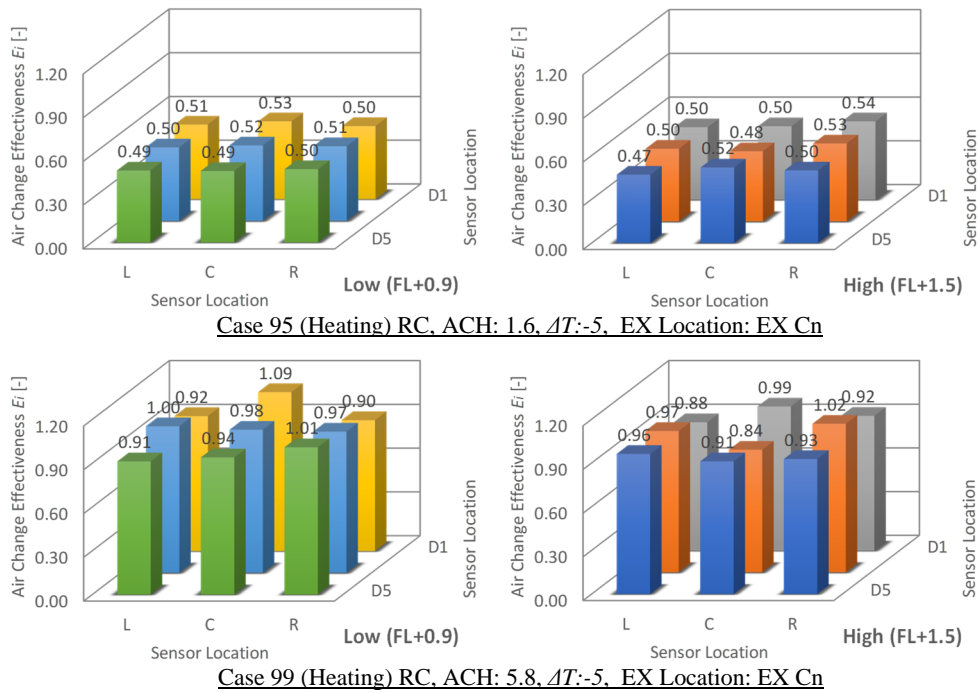 Air Change Effectiveness Ei [-]
1.20
0.90
0.60
0.30
0.00
0.51 0.53 0.50
0.50 0.52 0.51
0.49 0.49 0.50
D1
D5
Sensor Location
L C R
Sensor Location
Low (FL+0.9)
Air Change Effectiveness Ei [-]
1.20
0.90
0.60
0.30
0.00
0.50 0.50 0.54
0.50 0.48 0.53
0.47 0.52 0.50
D1
D5
Sensor Location
L C R
Sensor Location
High (FL+1.5)
Case 95 (Heating) RC, ACH: 1.6, ΔT:-5, EX Location: EX Cn
Air Change Effectiveness Ei [-]
1.20
0.90
0.60
0.30
0.00
0.92 1.09 0.90
1.00 0.98 0.97
0.91 0.94 1.01
D1
D5
Sensor Location
L C R
Sensor Location
Low (FL+0.9)
Air Change Effectiveness Ei [-]
1.20
0.90
0.60
0.30
0.00
0.88 0.99 0.92
0.97 0.84 1.02
0.96 0.91 0.93
D1
D5
Sensor Location
L C R
Sensor Location
High (FL+1.5)
Case 99 (Heating) RC, ACH: 5.8, ΔT:-5, EX Location: EX Cn